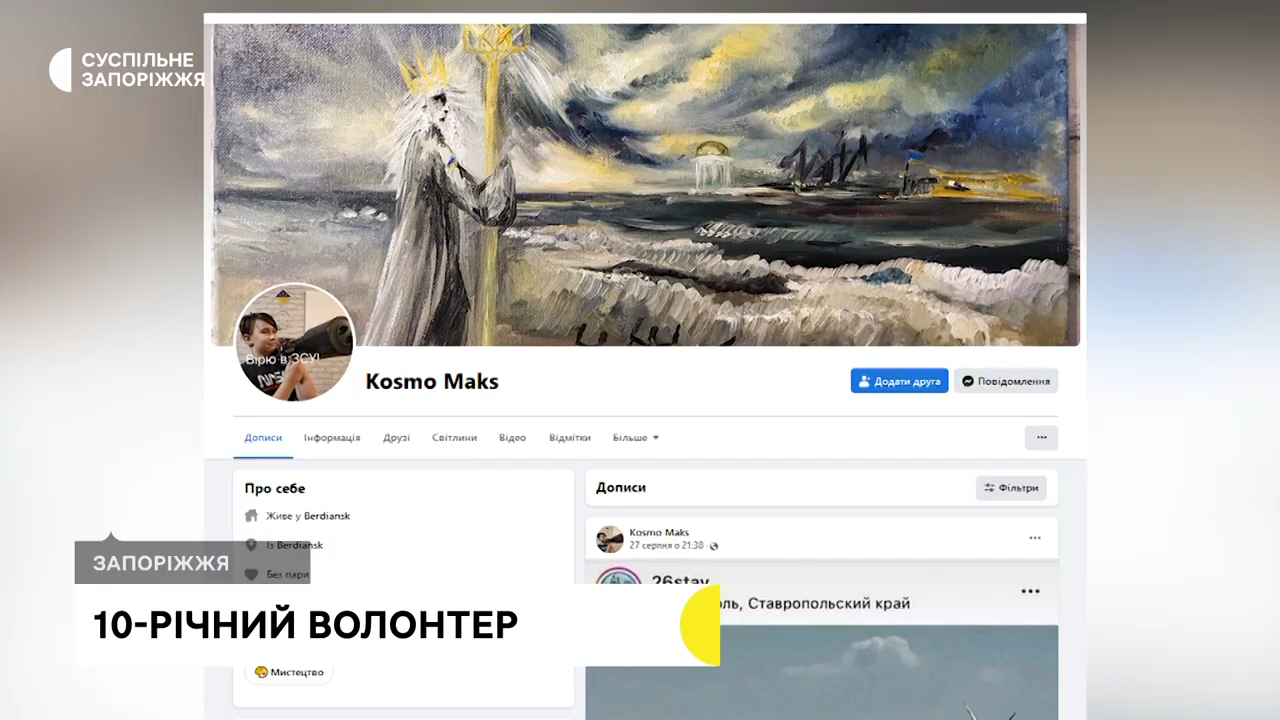 СУСПІЛЬНЕ
ЗАПОРІЖЖЯ
Вірю в ЗСУ!
Kosmo Maks
Додати друга
Повідомлення
Дописи
Інформація
Друзі
Світлини
Відео
Відмітки
Більше
Про себе
Живе у Berdiansk
Із Berdiansk
Без пари
Мистецтво
Дописи
Фільтри
Kosmo Maks
27 серпня о 21:38
26stav
оль, Ставропольский край
ЗАПОРІЖЖЯ
10-РІЧНИЙ ВОЛОНТЕР